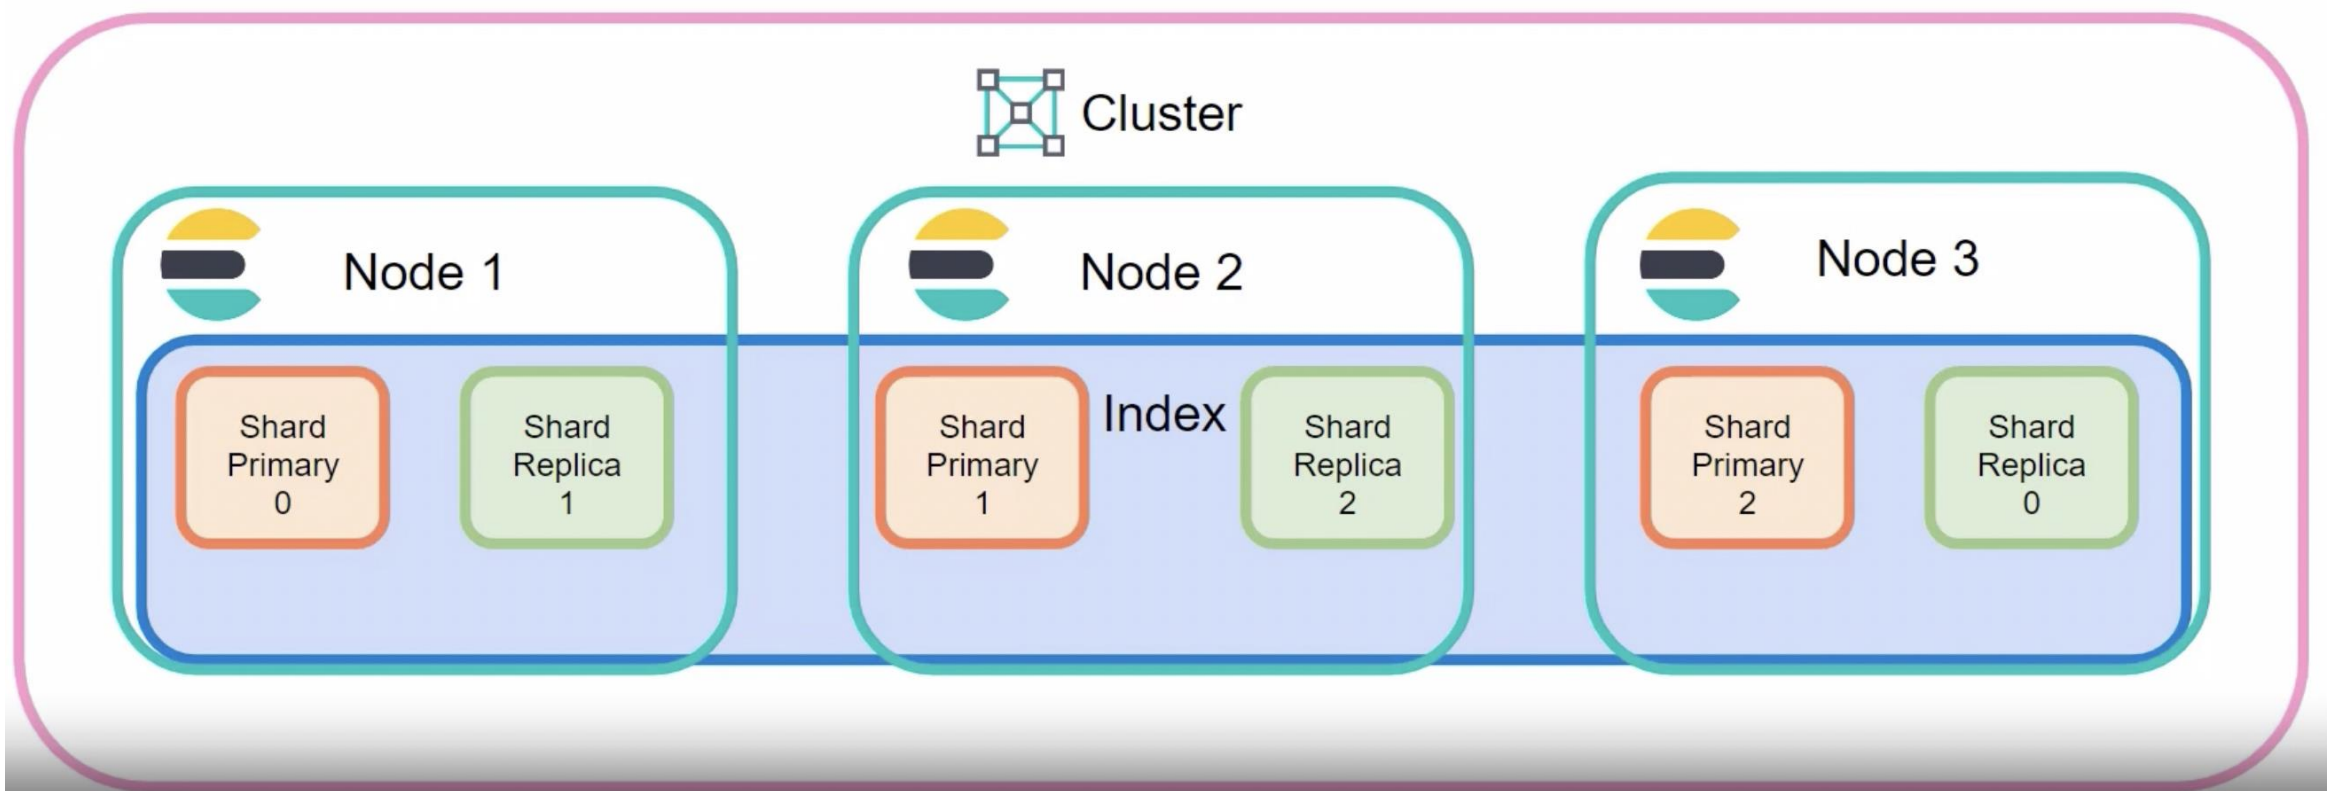 Cluster
Node 1
Node 2
Node 3
Index
Shard
Primary
0
Shard
Replica
1
Shard
Primary
1
Shard
Replica
2
Shard
Primary
2
Shard
Replica
0